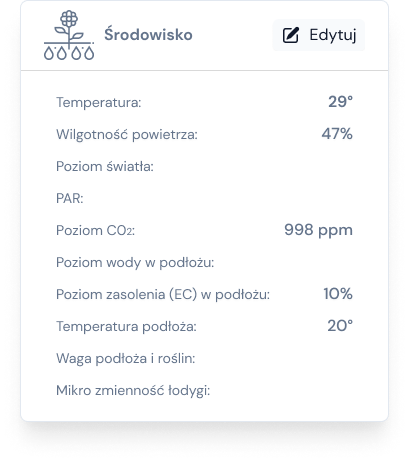 Środowisko
Edytuj
Temperatura: 29°
Wilgotność powietrza: 47%
Poziom światła:
PAR:
Poziom CO₂: 998 ppm
Poziom wody w podłożu:
Poziom zasolenia (EC) w podłożu: 10%
Temperatura podłoża: 20°
Waga podłoża i roślin:
Mikro zmienność łodygi: